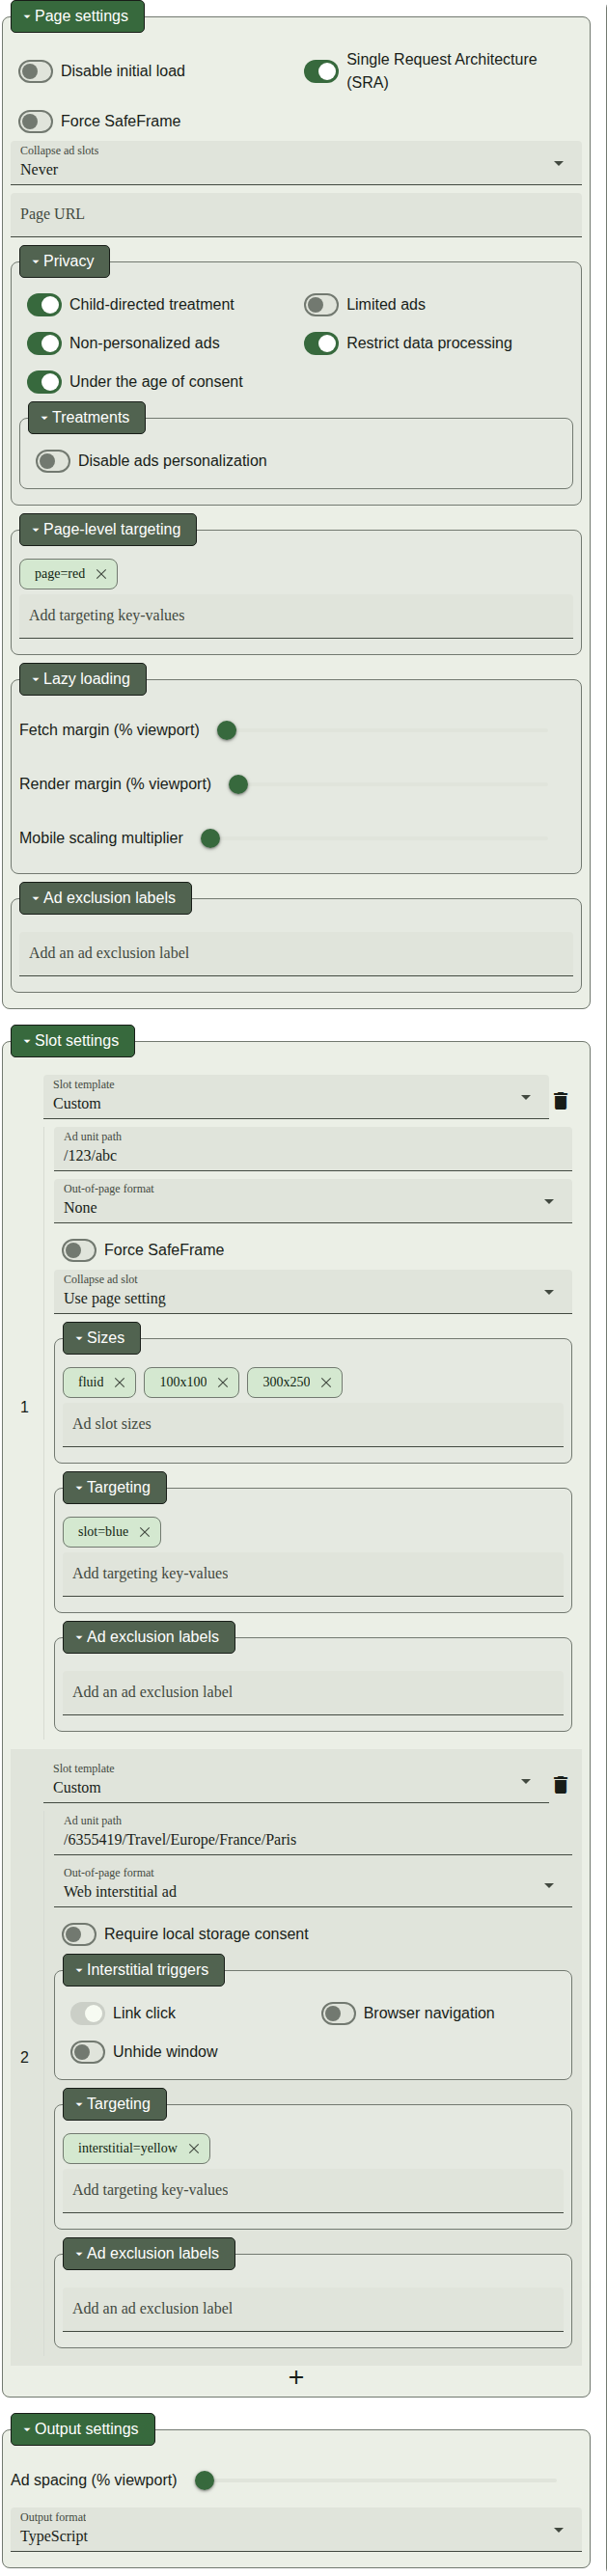 Page settings
Disable initial load
Single Request Architecture
(SRA)
Force SafeFrame
Collapse ad slots
Never
Page URL
Privacy
Child-directed treatment
Limited ads
Non-personalized ads
Restrict data processing
Under the age of consent
Treatments
Disable ads personalization
Page-level targeting
page=red
Add targeting key-values
Lazy loading
Fetch margin (% viewport)
Render margin (% viewport)
Mobile scaling multiplier
Ad exclusion labels
Add an ad exclusion label
Slot settings
Slot template
Custom
Ad unit path
/123/abc
Out-of-page format
None
Force SafeFrame
Collapse ad slot
Use page setting
Sizes
fluid 100x100 300x250
1
Add slot sizes
Targeting
slot=blue
Add targeting key-values
Ad exclusion labels
Add an ad exclusion label
Slot template
Custom
Ad unit path
/6355419/Travel/Europe/France/Paris
Out-of-page format
Web interstitial ad
Require local storage consent
Interstitial triggers
Link click
Browser navigation
Unhide window
2
Targeting
interstitial=yellow
Add targeting key-values
Ad exclusion labels
Add an ad exclusion label
+
Output settings
Ad spacing (% viewport)
Output format
TypeScript